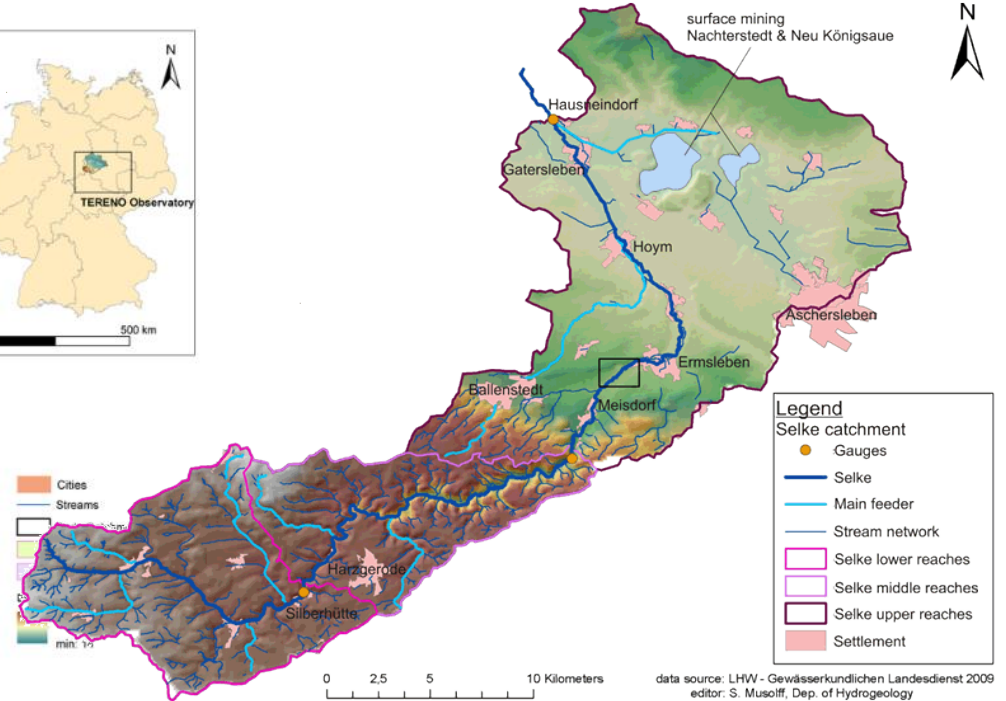 surface mining
Nachterstedt & Neu Königsaue
N
N
Hausneindorf
Gatersleben
TERENO Observatory
Hoym
500 km
Aschersleben
Ermsleben
Ballenstedt
Meisdorf
Legend
Selke catchment
Gauges
Selke
Main feeder
Stream network
Selke lower reaches
Selke middle reaches
Selke upper reaches
Settlement
Cities
Streams
Harzgerode
Silberhütte
min:
0 2,5 5 10 Kilometers
data source: LHW - Gewässerkundlichen Landesdienst 2009
editor: S. Musolff, Dep. of Hydrogeology